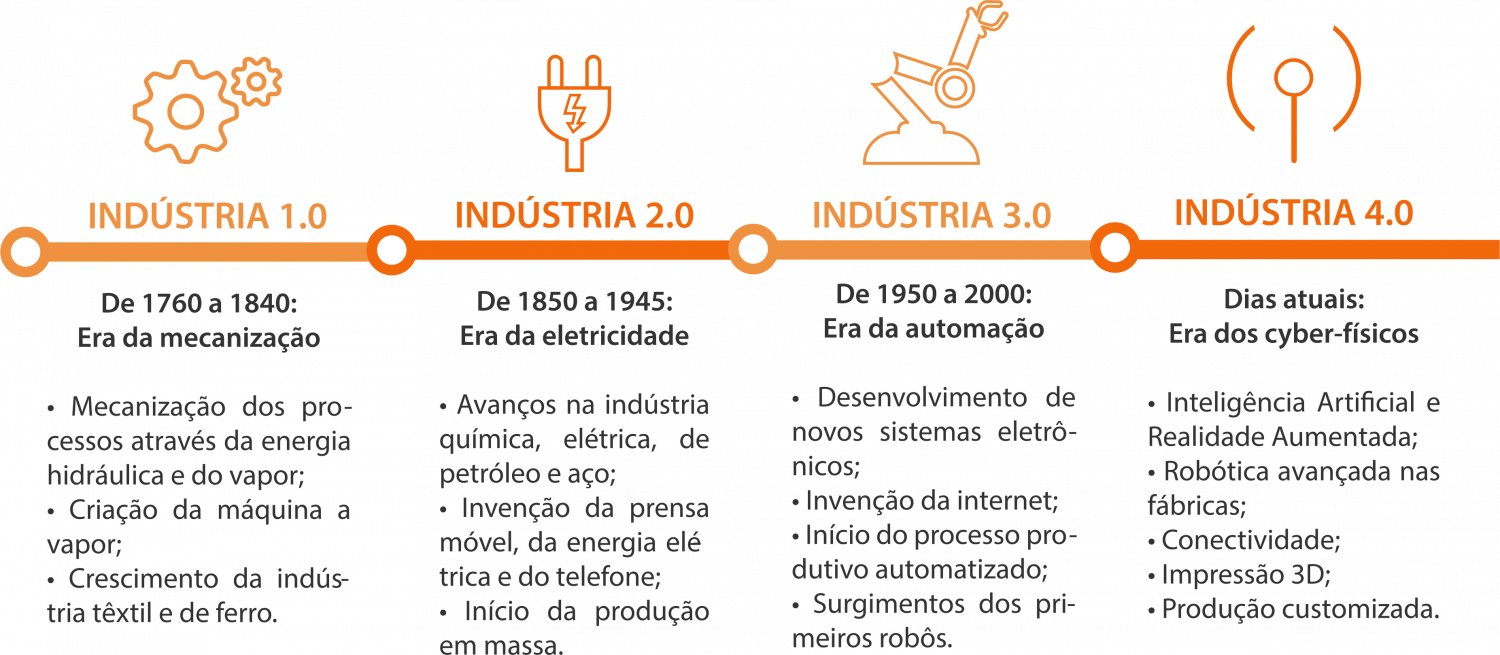 INDÚSTRIA 1.0
De 1760 a 1840:
Era da mecanização
• Mecanização dos pro-
cessos através da energia
hidráulica e do vapor;
• Criação da máquina a
vapor;
• Crescimento da indús-
tria têxtil e de ferro.
INDÚSTRIA 2.0
De 1850 a 1945:
Era da eletricidade
• Avanços na indústria
química, elétrica, de
petróleo e aço;
• Invenção da prensa
móvel, da energia elé
trica e do telefone;
• Início da produção
em massa.
INDÚSTRIA 3.0
De 1950 a 2000:
Era da automação
• Desenvolvimento de
novos sistemas eletrô-
nicos;
• Invenção da internet;
• Início do processo pro-
dutivo automatizado;
• Surgimentos dos pri-
meiros robôs.
INDÚSTRIA 4.0
Dias atuais:
Era dos cyber-físicos
• Inteligência Artificial e
Realidade Aumentada;
• Robótica avançada nas
fábricas;
• Conectividade;
• Impressão 3D;
• Produção customizada.